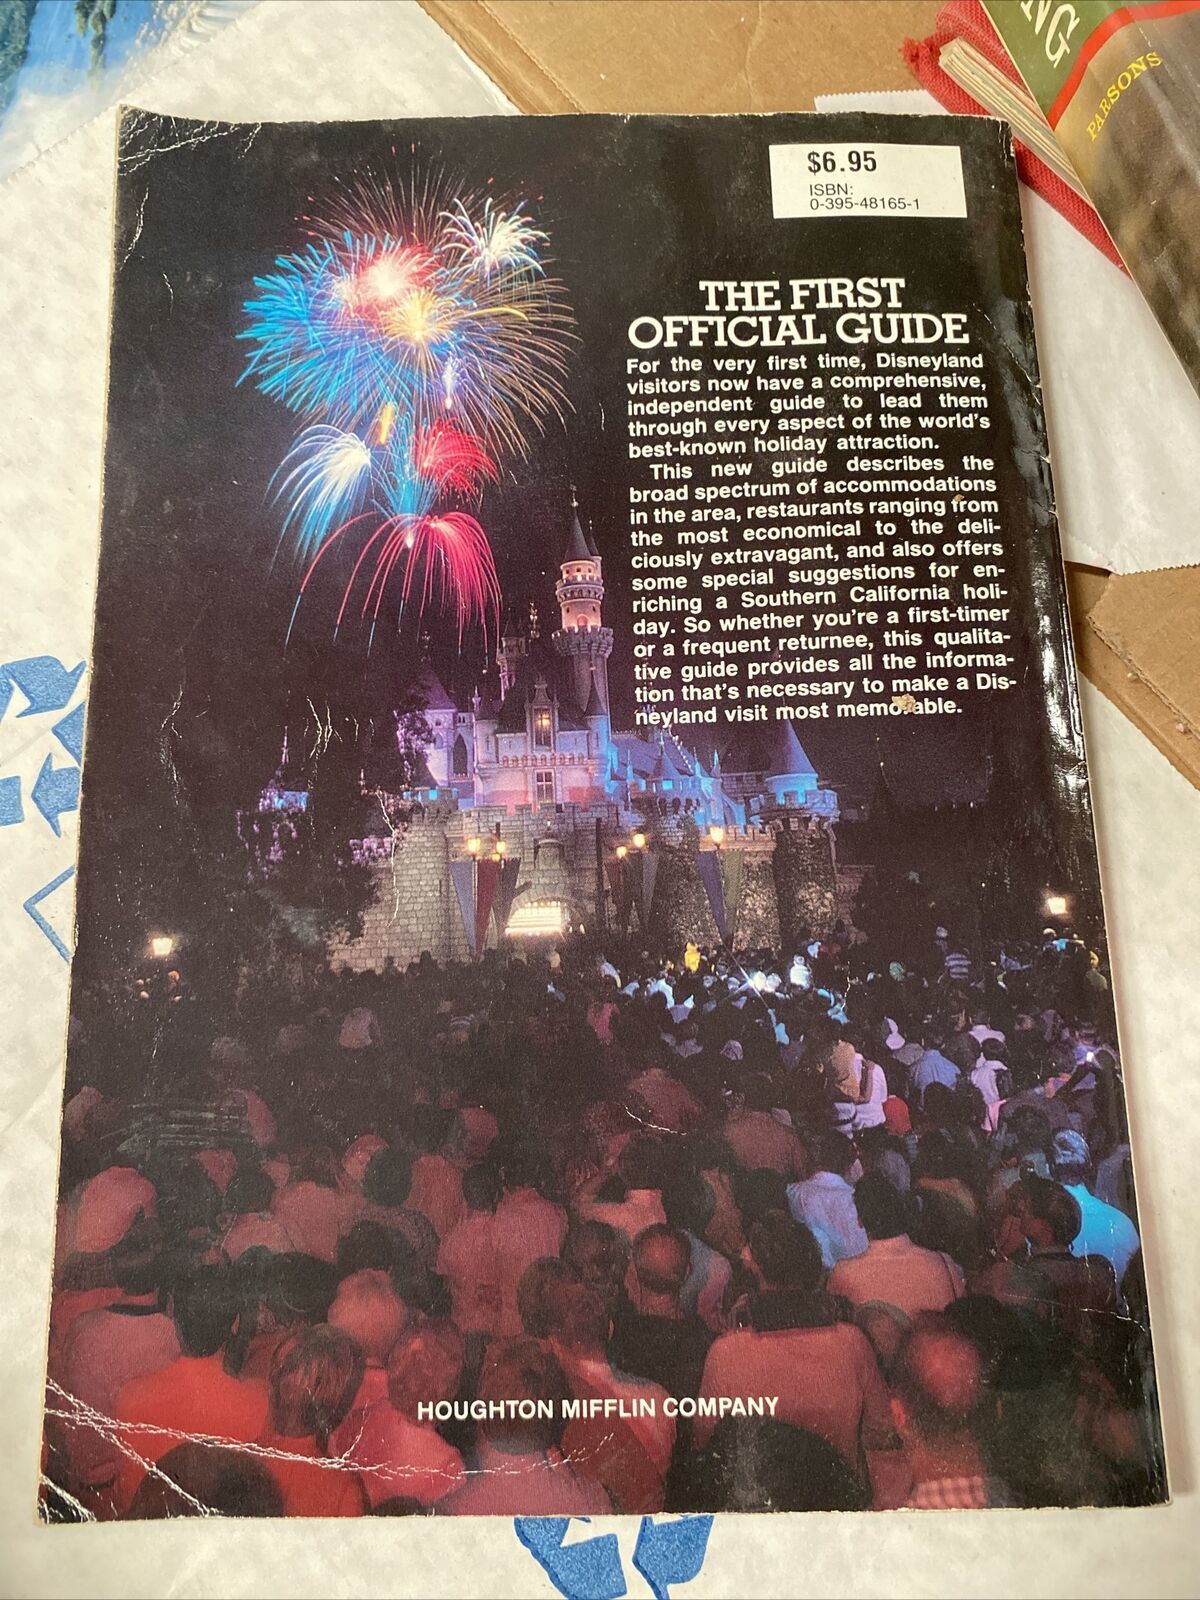 NG
PARSONS
$6.95
ISBN:
0-395-48165-1
THE FIRST
OFFICIAL GUIDE
For the very first time, Disneyland
visitors now have a comprehensive,
independent guide to lead them
through every aspect of the world's
best-known holiday attraction.
This new guide describes the
broad spectrum of accommodations
in the area, restaurants ranging from
the most economical to the deli-
ciously extravagant, and also offers
some special suggestions for en-
riching a Southern California holi-
day. So whether you're a first-timer
or a frequent returnee, this qualita-
tive guide provides all the informa-
tion that's necessary to make a Dis-
neyland visit most memorable.
HOUGHTON MIFFLIN COMPANY